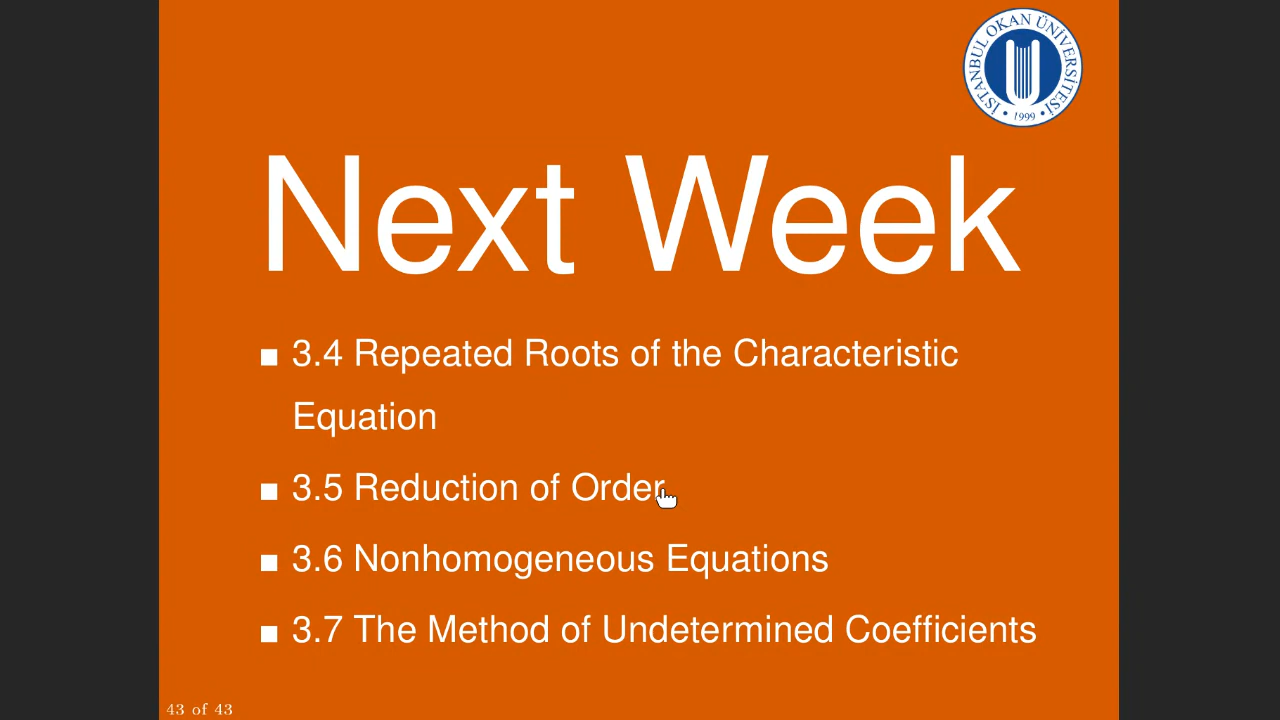 İSTANBUL OKAN ÜNİVERSİTESİ
• 1999 •
Next Week
■ 3.4 Repeated Roots of the Characteristic
Equation
■ 3.5 Reduction of Order
■ 3.6 Nonhomogeneous Equations
■ 3.7 The Method of Undetermined Coefficients
43 of 43